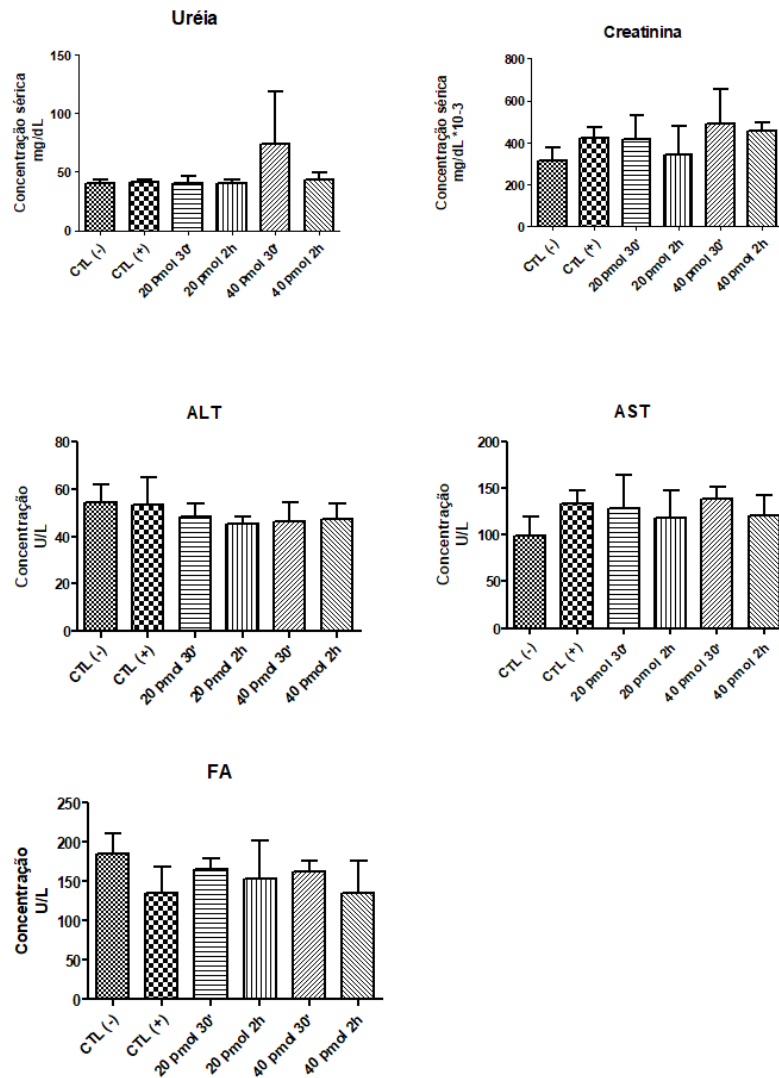 Uréia
Concentração sérica
mg/dL
150
100
50
0
CTL (-)
CTL (+)
20 pmol 30'
20 pmol 2h
40 pmol 30'
40 pmol 2h
Creatinina
Concentração sérica
mg/dL *10-3
800
600
400
200
0
CTL (-)
CTL (+)
20 pmol 30'
20 pmol 2h
40 pmol 30'
40 pmol 2h
ALT
Concentração
U/L
80
60
40
20
0
CTL (-)
CTL (+)
20 pmol 30'
20 pmol 2h
40 pmol 30'
40 pmol 2h
AST
Concentração
U/L
200
150
100
50
0
CTL (-)
CTL (+)
20 pmol 30'
20 pmol 2h
40 pmol 30'
40 pmol 2h
FA
Concentração
U/L
250
200
150
100
50
0
CTL (-)
CTL (+)
20 pmol 30'
20 pmol 2h
40 pmol 30'
40 pmol 2h